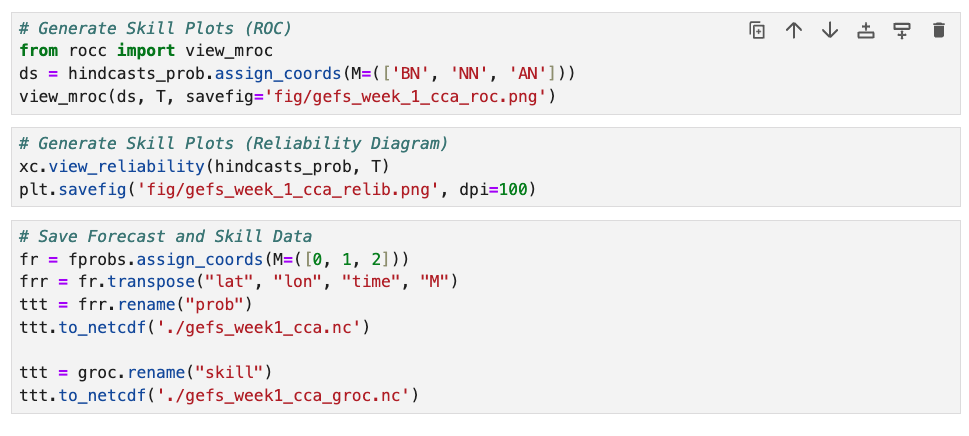 # Generate Skill Plots (ROC)
from rocc import view_mroc
ds = hindcasts_prob.assign_coords(M=(['BN', 'NN', 'AN']))
view_mroc(ds, T, savefig='fig/gefs_week_1_cca_roc.png')
# Generate Skill Plots (Reliability Diagram)
xc.view_reliability(hindcasts_prob, T)
plt.savefig('fig/gefs_week_1_cca_relib.png', dpi=100)
# Save Forecast and Skill Data
fr = fprobs.assign_coords(M=([0, 1, 2]))
frr = fr.transpose("lat", "lon", "time", "M")
ttt = frr.rename("prob")
ttt.to_netcdf('./gefs_week1_cca.nc')
ttt = groc.rename("skill")
ttt.to_netcdf('./gefs_week1_cca_groc.nc')